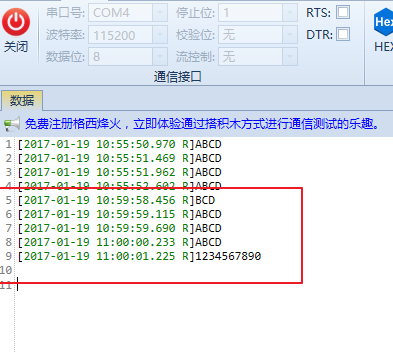 串口号: COM4 停止位: 1 RTS:
关闭 波特率: 115200 校验位: 无 DTR:
数据位: 8 流控制: 无 HEX
通信接口
数据
免费注册格西烽火，立即体验通过搭积木方式进行通信测试的乐趣。
1 [2017-01-19 10:55:50.970 R]ABCD
2 [2017-01-19 10:55:51.469 R]ABCD
3 [2017-01-19 10:55:51.962 R]ABCD
4 [2017-01-19 10:55:52.602 R]ABCD
5 [2017-01-19 10:59:58.456 R]BCD
6 [2017-01-19 10:59:59.115 R]ABCD
7 [2017-01-19 10:59:59.690 R]ABCD
8 [2017-01-19 11:00:00.233 R]ABCD
9 [2017-01-19 11:00:01.225 R]1234567890
10
11